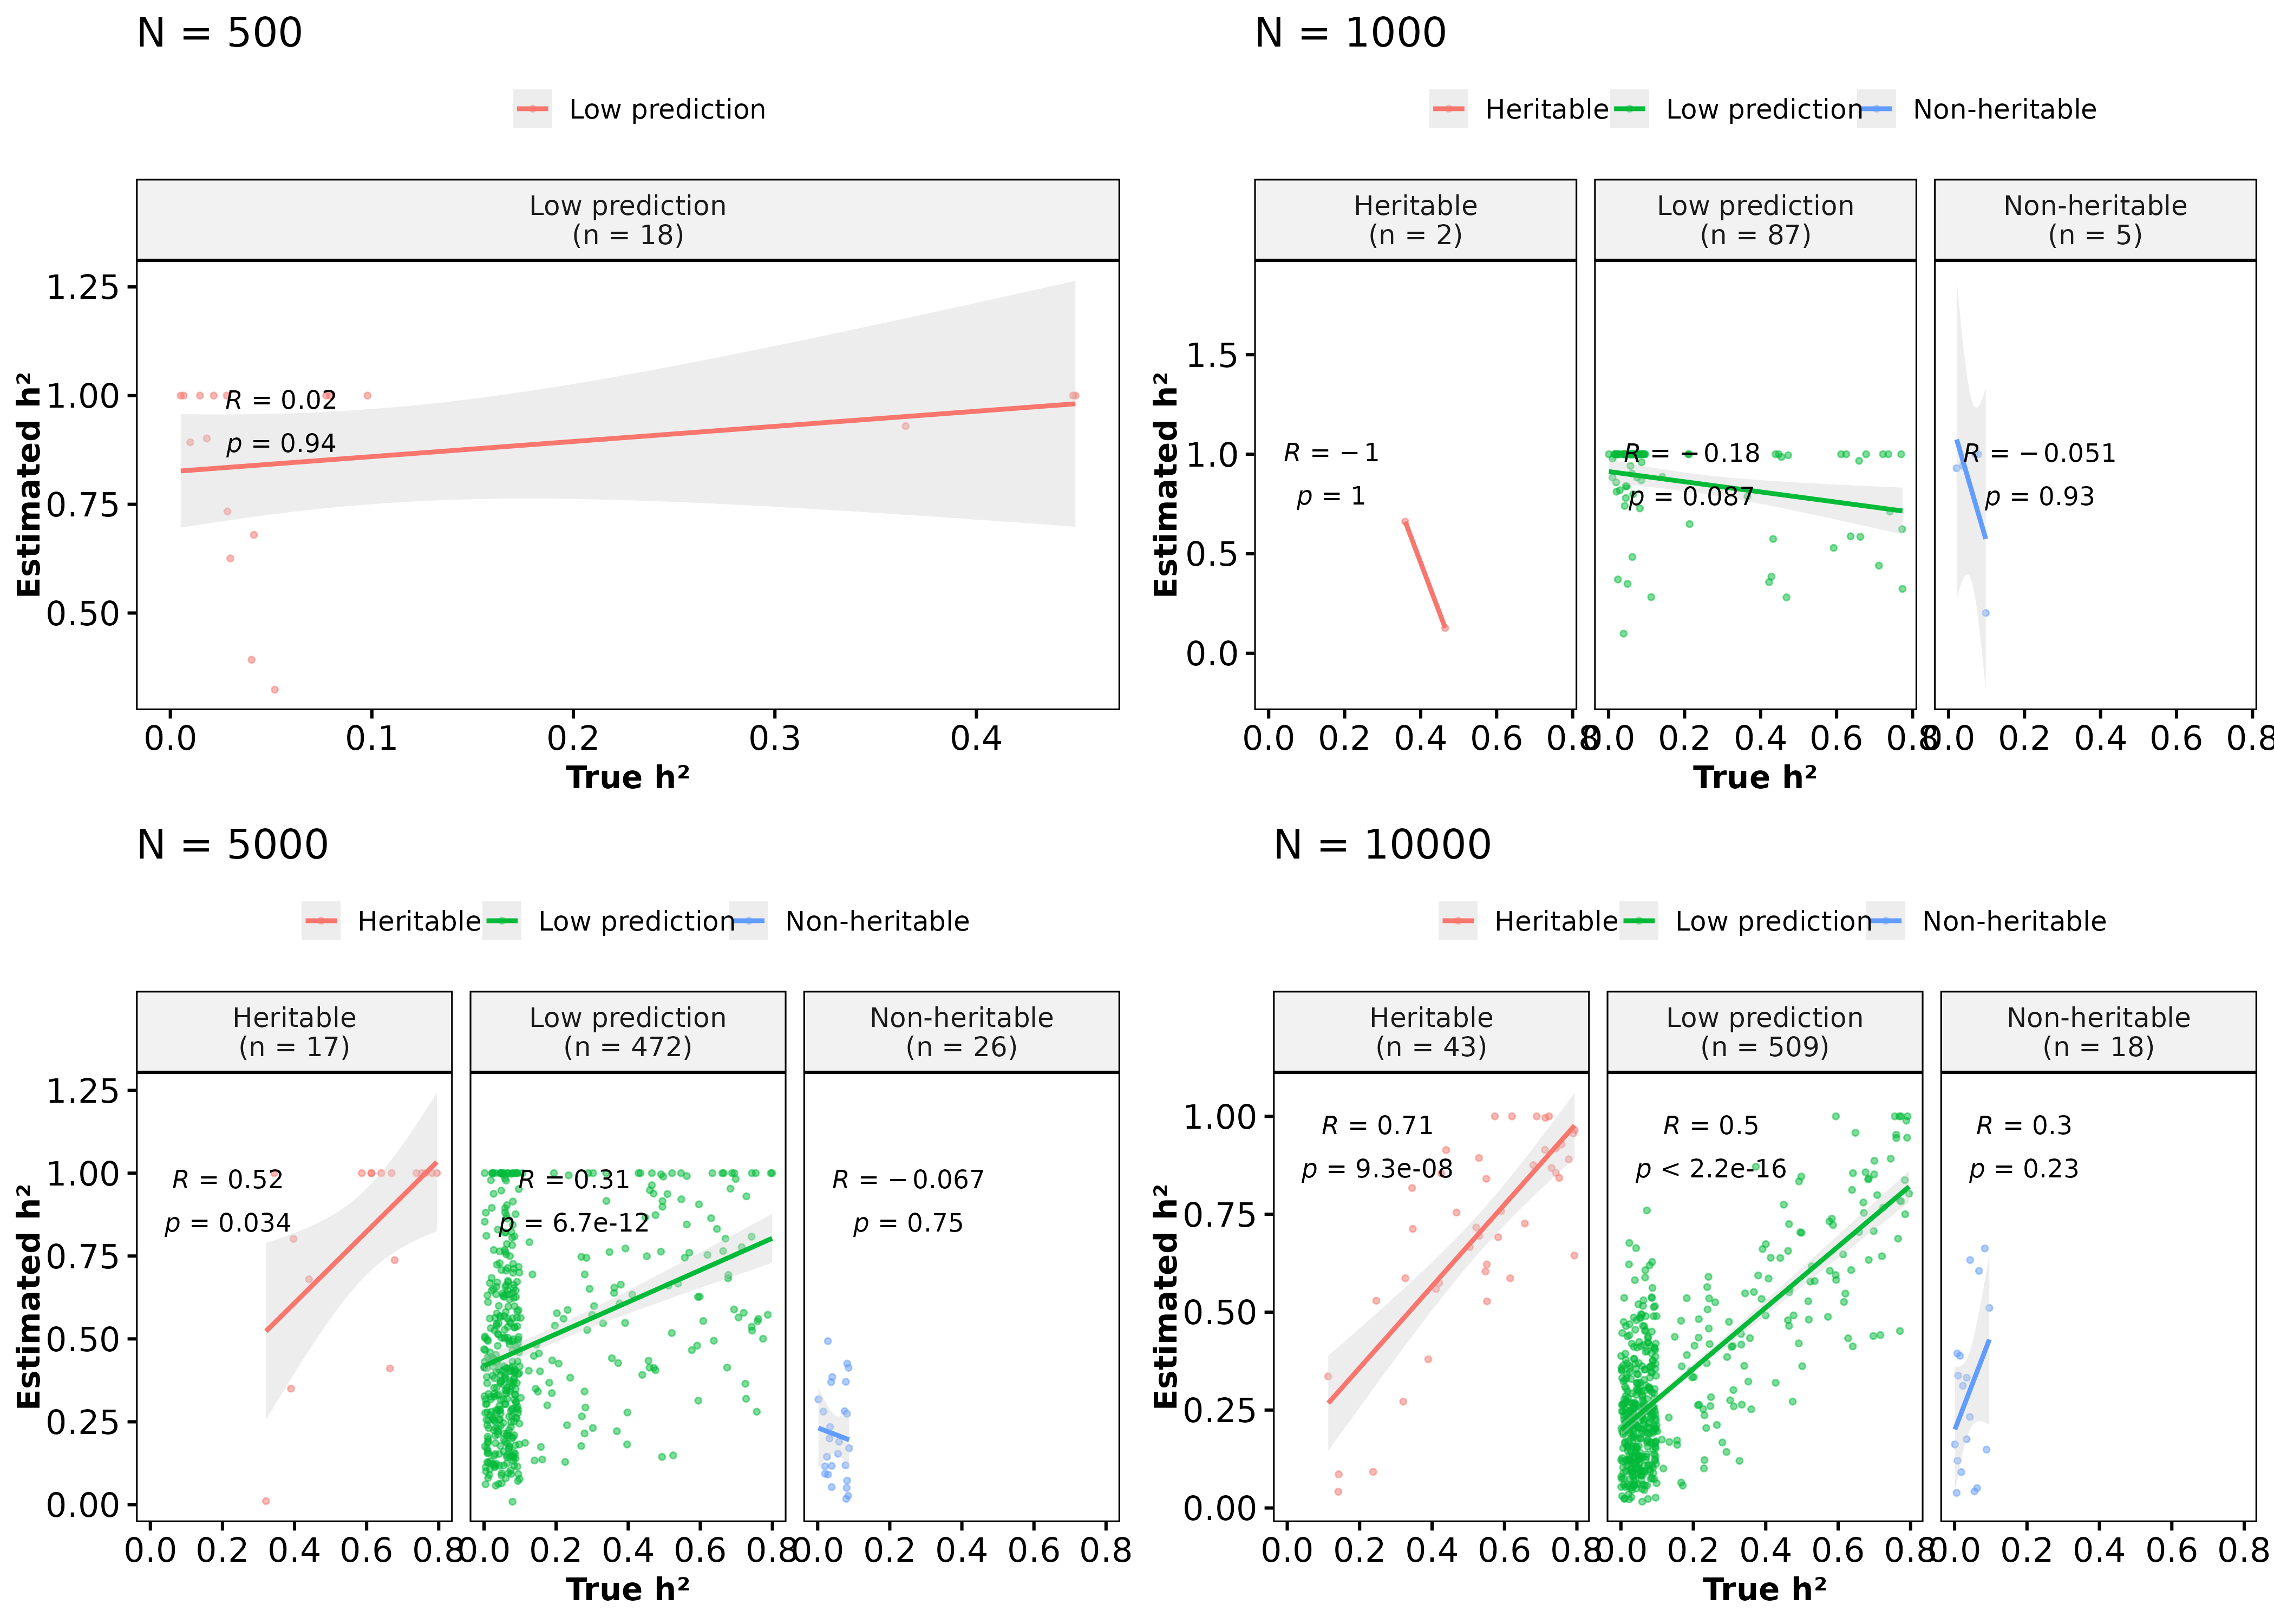 N = 500
Low prediction
Low prediction
(n = 18)
R = 0.02
p = 0.94
1.25
1.00
0.75
0.50
Estimated h²
0.0 0.1 0.2 0.3 0.4
True h²
N = 1000
Heritable Low prediction Non-heritable
Heritable
(n = 2)
Low prediction
(n = 87)
Non-heritable
(n = 5)
R = −1
p = 1
R = −0.18
p = 0.087
R = −0.051
p = 0.93
1.5
1.0
0.5
0.0
Estimated h²
0.0 0.2 0.4 0.6 0.8 0.0 0.2 0.4 0.6 0.8 0.0 0.2 0.4 0.6 0.8
True h²
N = 5000
Heritable Low prediction Non-heritable
Heritable
(n = 17)
Low prediction
(n = 472)
Non-heritable
(n = 26)
R = 0.52
p = 0.034
R = 0.31
p = 6.7e-12
R = −0.067
p = 0.75
1.25
1.00
0.75
0.50
0.25
0.00
Estimated h²
0.0 0.2 0.4 0.6 0.8 0.0 0.2 0.4 0.6 0.8 0.0 0.2 0.4 0.6 0.8
True h²
N = 10000
Heritable Low prediction Non-heritable
Heritable
(n = 43)
Low prediction
(n = 509)
Non-heritable
(n = 18)
R = 0.71
p = 9.3e-08
R = 0.5
p < 2.2e-16
R = 0.3
p = 0.23
1.00
0.75
0.50
0.25
0.00
Estimated h²
0.0 0.2 0.4 0.6 0.8 0.0 0.2 0.4 0.6 0.8 0.0 0.2 0.4 0.6 0.8
True h²